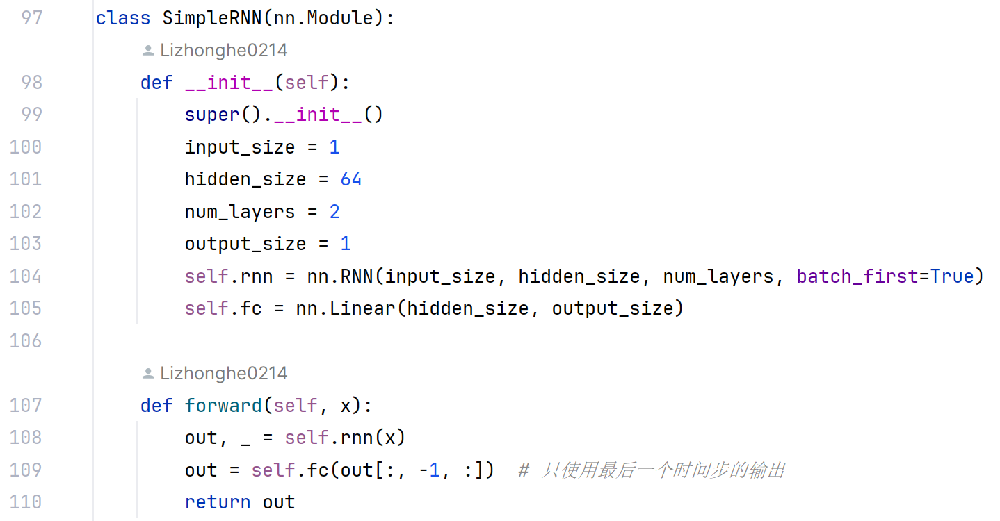 97 class SimpleRNN(nn.Module):
Lizhonghe0214
98 def __init__(self):
99 super().__init__()
100 input_size = 1
101 hidden_size = 64
102 num_layers = 2
103 output_size = 1
104 self.rnn = nn.RNN(input_size, hidden_size, num_layers, batch_first=True)
105 self.fc = nn.Linear(hidden_size, output_size)
106
Lizhonghe0214
107 def forward(self, x):
108 out, _ = self.rnn(x)
109 out = self.fc(out[:, -1, :])  # 只使用最后一个时间步的输出
110 return out